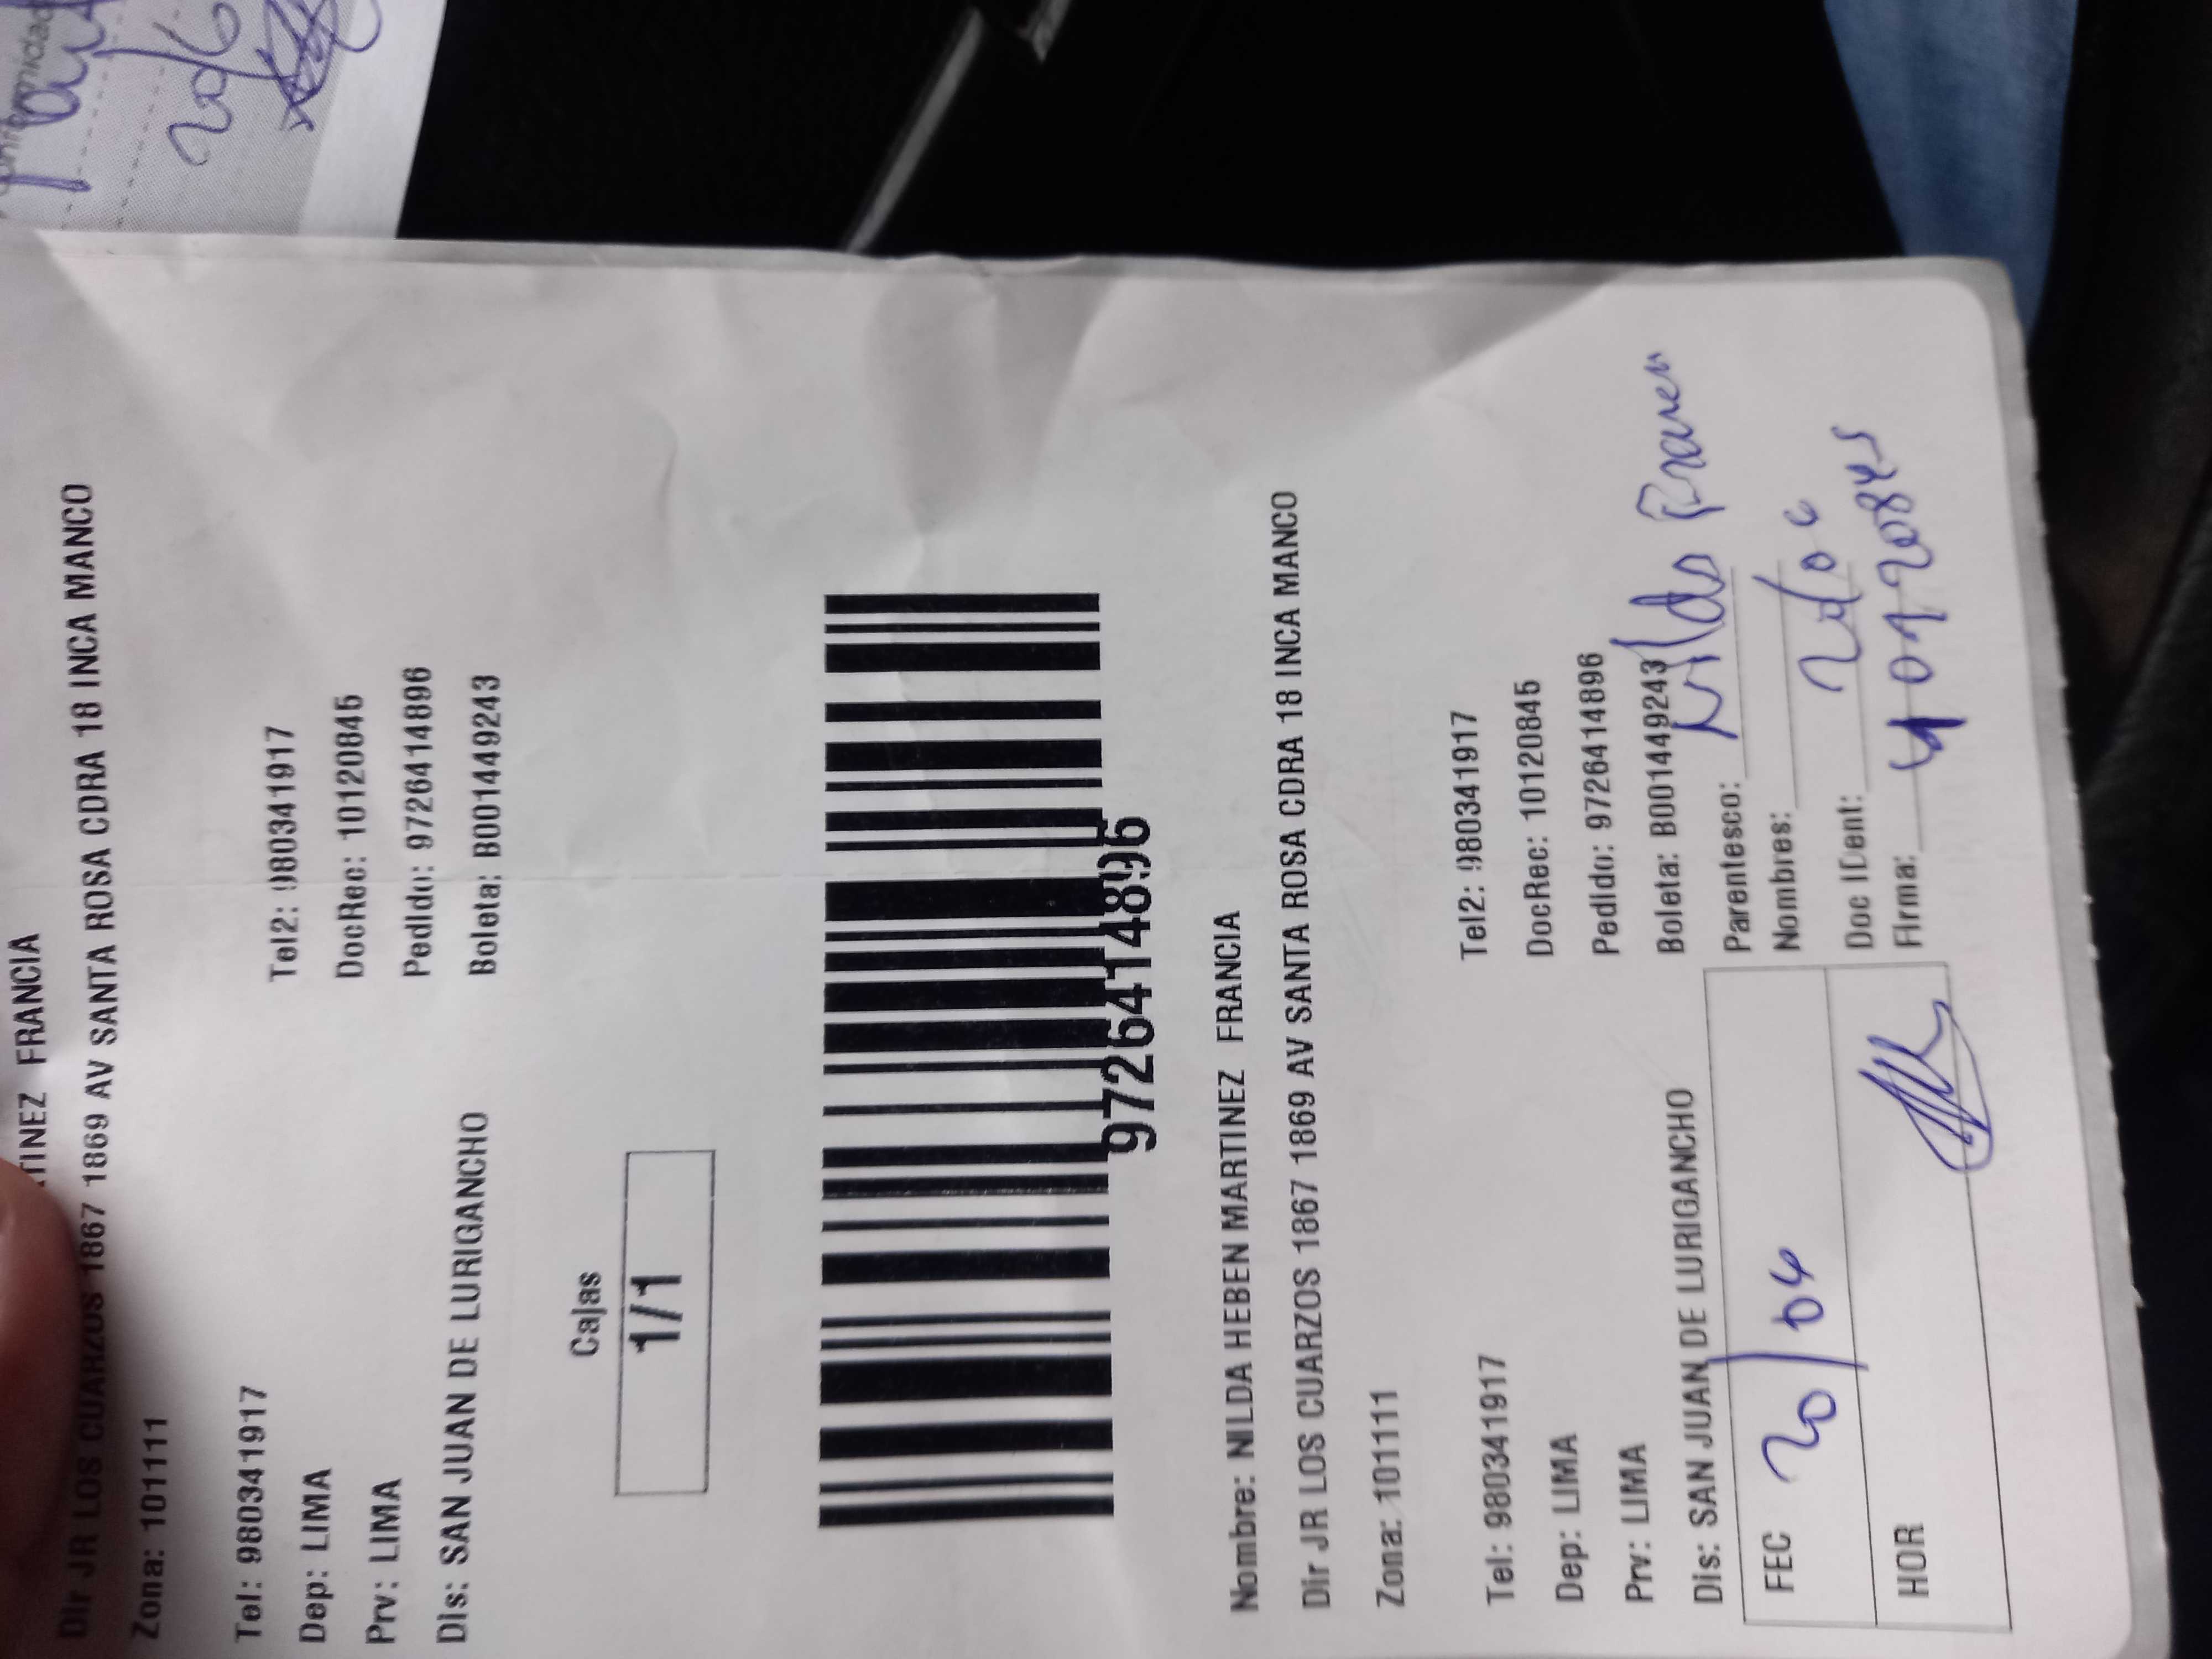 TINEZ FRANCIA
Dir JR LOS CUARZOS 1867 1869 AV SANTA ROSA CDRA 18 INCA MANCO
Zona: 101111
Tel: 980341917 Tel2: 980341917
Dep: LIMA DocRec: 10120845
Prv: LIMA Pedido: 9726414896
Dis: SAN JUAN DE LURIGANCHO Boleta: B001449243
Cajas
1/1
9726414896
Nombre: NILDA HEBEN MARTINEZ FRANCIA
Dir JR LOS CUARZOS 1867 1869 AV SANTA ROSA CDRA 18 INCA MANCO
Zona: 101111
Tel: 980341917 Tel2: 980341917
Dep: LIMA DocRec: 10120845
Prv: LIMA Pedido: 9726414896
Dis: SAN JUAN DE LURIGANCHO Boleta: B001449243
Parentesco: Nilda
FEC 20/04 Nombres:
Doc IDent:
HOR Firma: